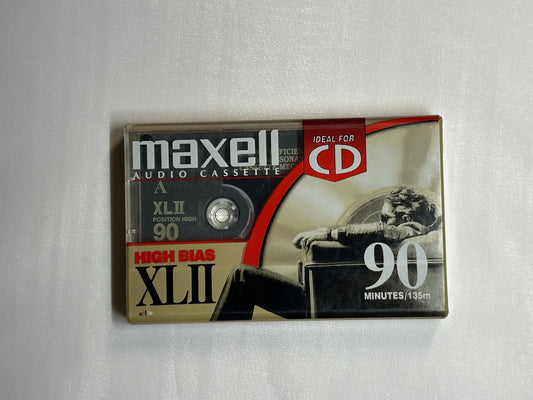 maxell
AUDIO CASSETTE
IDEAL FOR
CD
A
XLII
POSITION HIGH
90
HIGH BIAS
XLII
90
MINUTES/135m